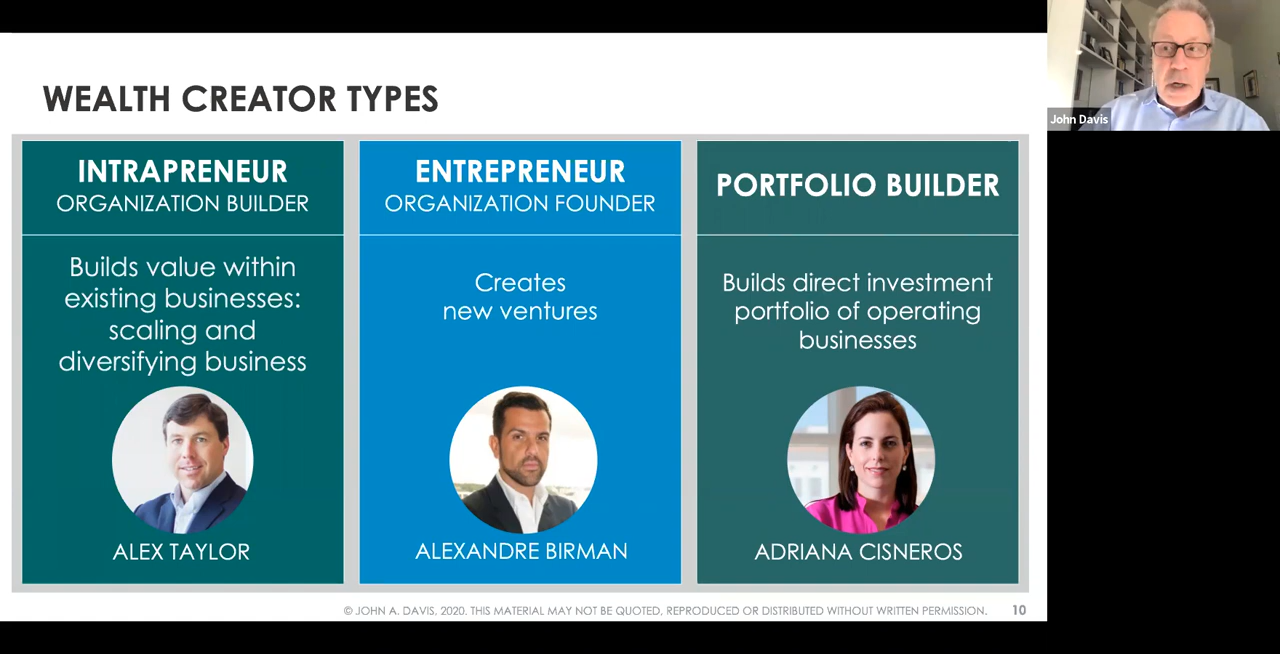 WEALTH CREATOR TYPES
INTRAPRENEUR
ORGANIZATION BUILDER
Builds value within
existing businesses:
scaling and
diversifying business
ALEX TAYLOR
ENTREPRENEUR
ORGANIZATION FOUNDER
Creates
new ventures
ALEXANDRE BIRMAN
PORTFOLIO BUILDER
Builds direct investment
portfolio of operating
businesses
ADRIANA CISNEROS
© JOHN A. DAVIS, 2020. THIS MATERIAL MAY NOT BE QUOTED, REPRODUCED OR DISTRIBUTED WITHOUT WRITTEN PERMISSION.
10
John Davis